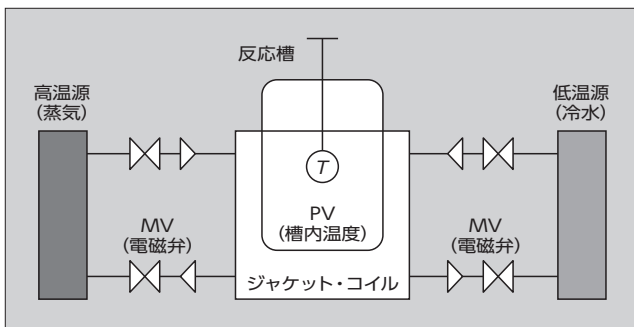 反応槽
高温源
(蒸気)
低温源
(冷水)
T
PV
(槽内温度)
MV
(電磁弁)
MV
(電磁弁)
ジャケット・コイル